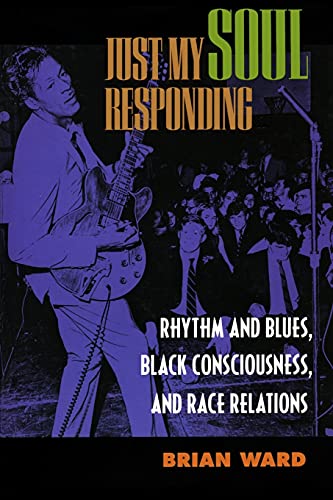 JUST MY SOUL
RESPONDING
RHYTHM AND BLUES,
BLACK CONSCIOUSNESS,
AND RACE RELATIONS
BRIAN WARD